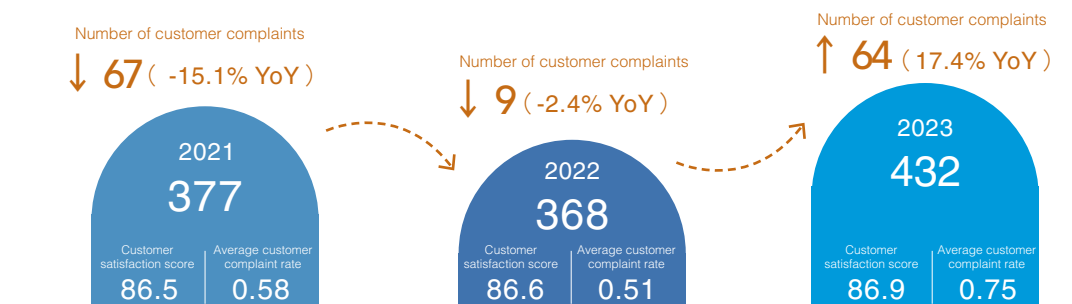 Number of customer complaints
↓ 67( -15.1% YoY )
2021
377
Customer
satisfaction score
86.5
Average customer
complaint rate
0.58
Number of customer complaints
↓ 9( -2.4% YoY )
2022
368
Customer
satisfaction score
86.6
Average customer
complaint rate
0.51
Number of customer complaints
↑ 64( 17.4% YoY )
2023
432
Customer
satisfaction score
86.9
Average customer
complaint rate
0.75